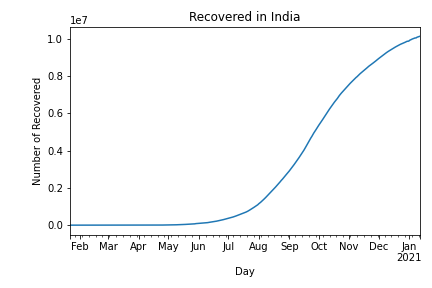 Recovered in India
1e7
1.0
0.8
0.6
0.4
0.2
0.0
Number of Recovered
Feb Mar Apr May Jun Jul Aug Sep Oct Nov Dec Jan
2021
Day